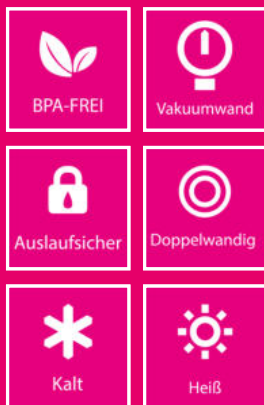 BPA-FREI
Vakuumwand
Auslaufsicher
Doppelwandig
Kalt
Heiß